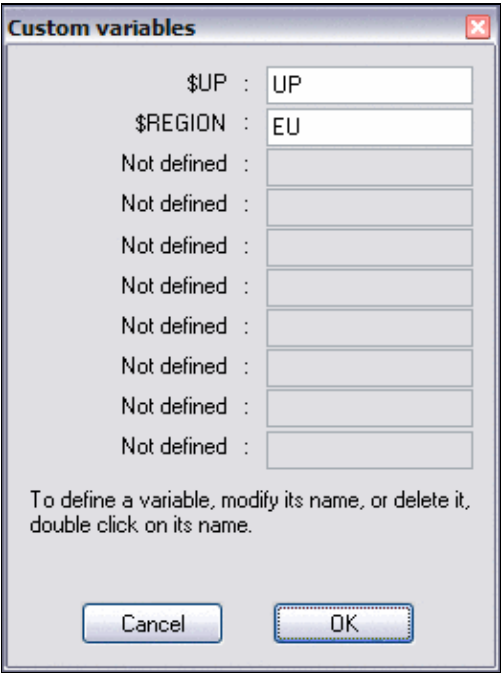 Custom variables
$UP : UP
$REGION : EU
Not defined :
Not defined :
Not defined :
Not defined :
Not defined :
Not defined :
Not defined :
Not defined :
To define a variable, modify its name, or delete it,
double click on its name.
Cancel OK